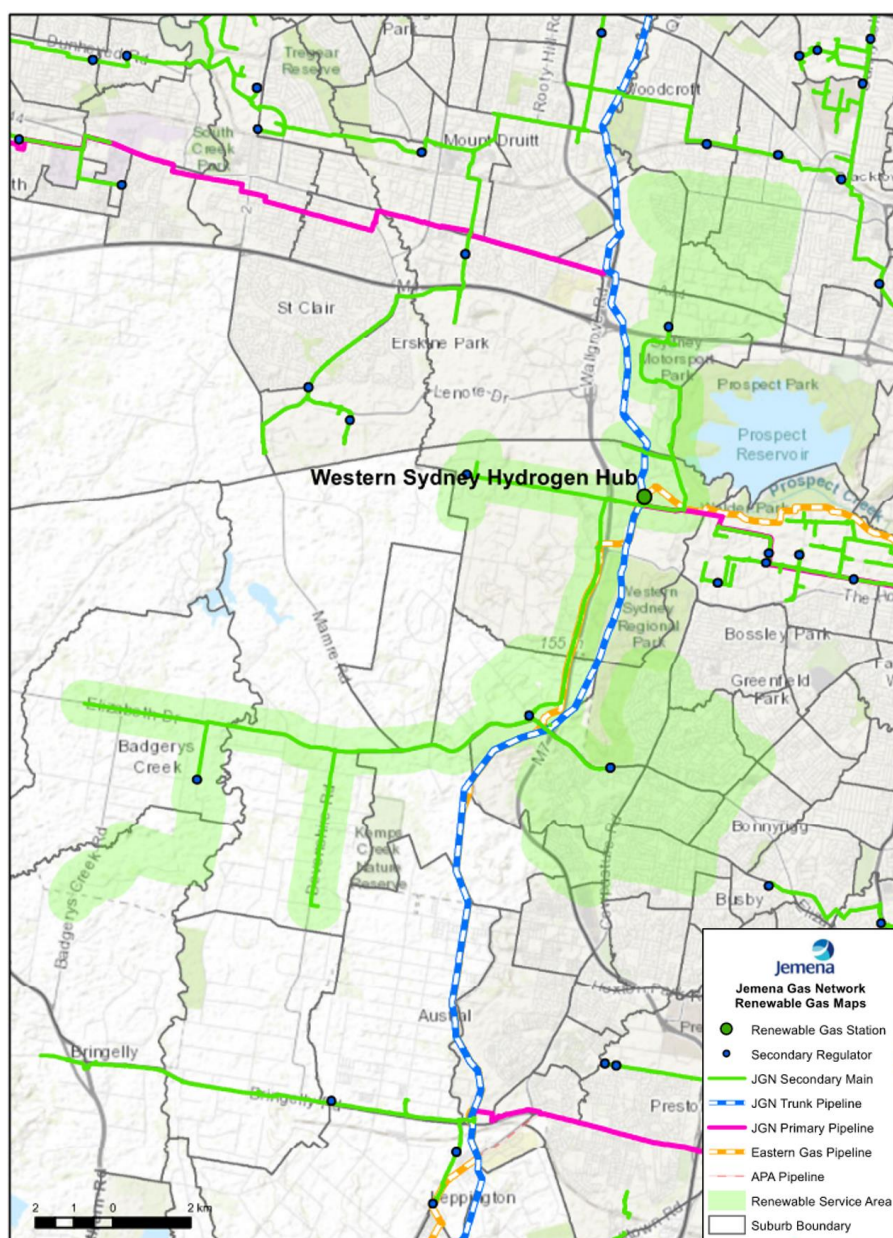 Park
Dunheved Rd
Tregear
Reserve
Rooty Hill Rd
Woodcroft
South
Creek
Park
Mount Druitt
th
M4
St Clair
Erskine Park
Wallgrove Rd
Sydney
Motorsport
Park
Prospect Park
Lenore Dr
Prospect
Reservoir
Western Sydney Hydrogen Hub
Prospect Creek
Western
Sydney
Regional
Park
Bossley Park
155 m
Mamre Rd
Greenfield
Park
Elizabeth Dr
Badgerys
Creek
M7
Devonshire Rd
Kemps
Creek
Nature
Reserve
Bonnyrigg
Badgerys Creek Rd
Cowpasture Rd
Busby
Austral
Bringelly
Bringelly Rd
Leppington
2 1 0 2 km
Jemena
Jemena Gas Network
Renewable Gas Maps
Renewable Gas Station
Secondary Regulator
JGN Secondary Main
JGN Trunk Pipeline
JGN Primary Pipeline
Eastern Gas Pipeline
APA Pipeline
Renewable Service Area
Suburb Boundary